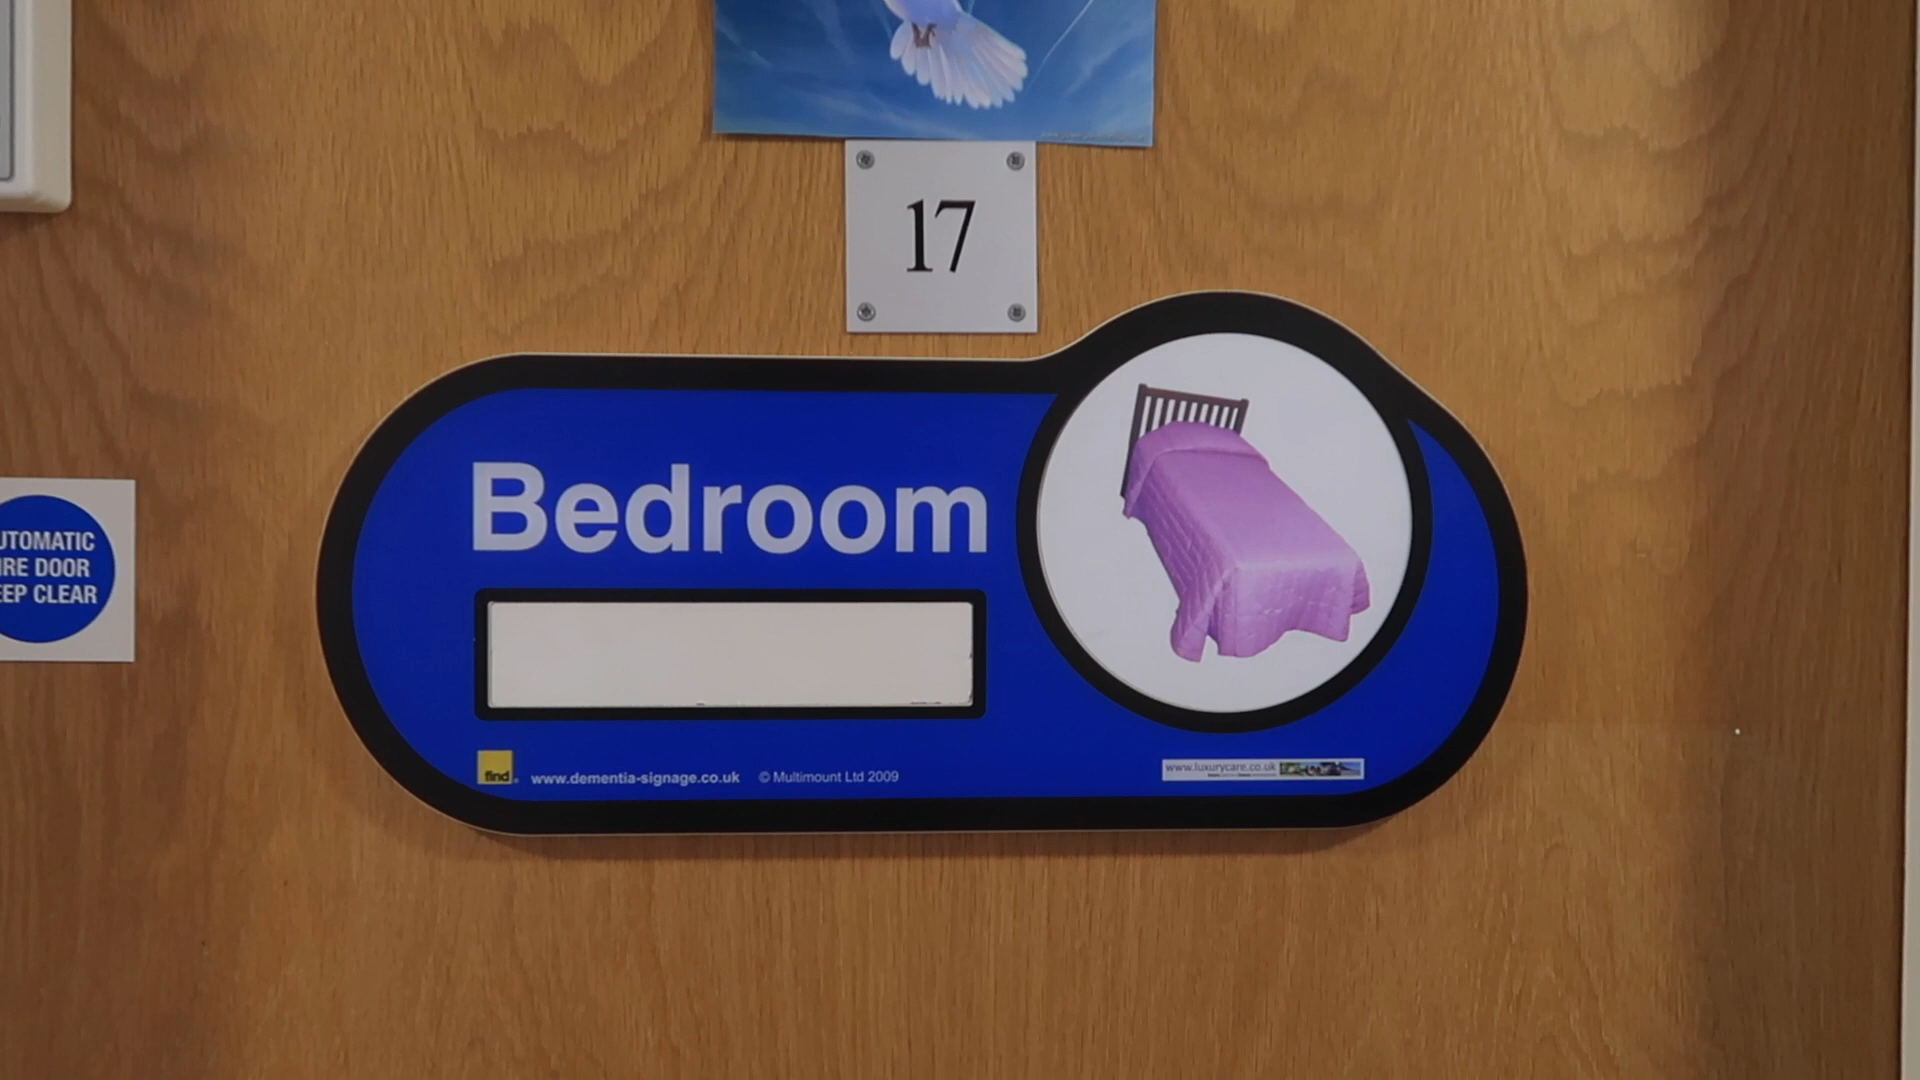 17
Bedroom
UTOMATIC
IRE DOOR
EEP CLEAR
find
www.dementia-signage.co.uk © Multimount Ltd 2009
www.luxurycare.co.uk